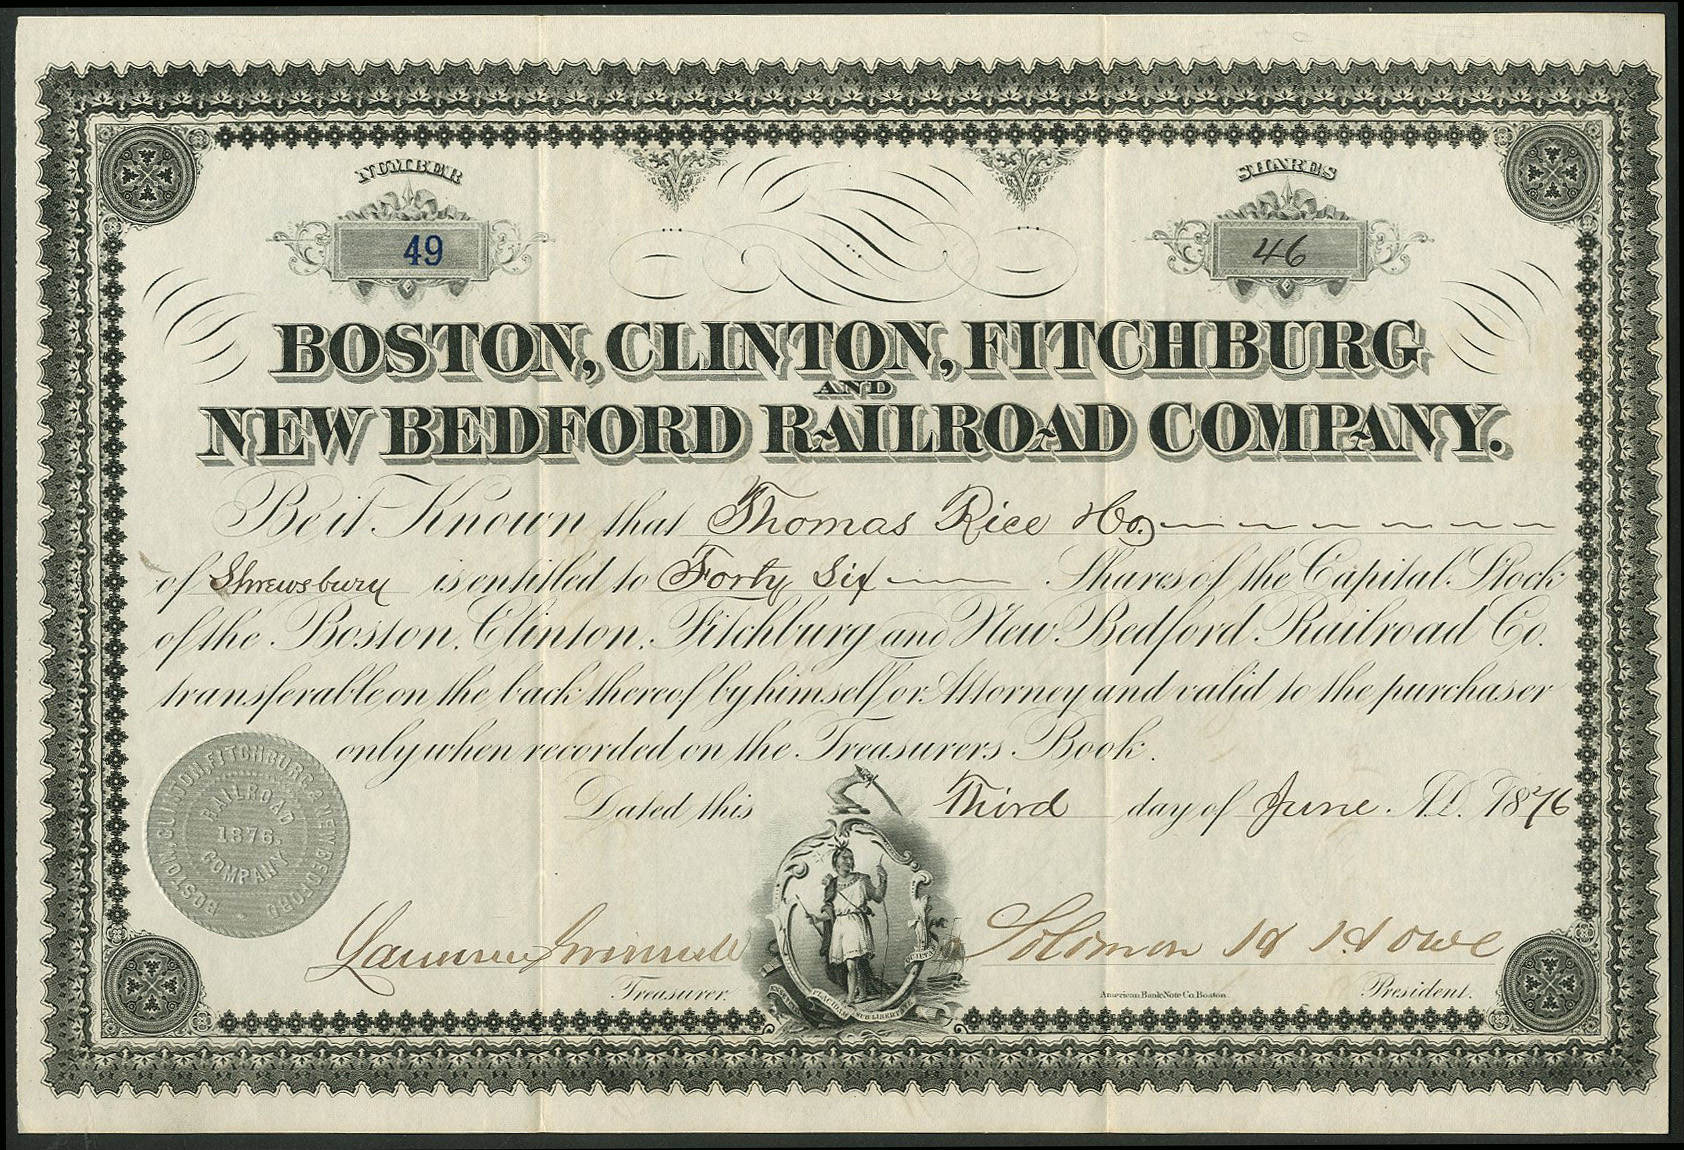 NUMBER
SHARES
49
46
BOSTON, CLINTON, FITCHBURG
AND
NEW BEDFORD RAILROAD COMPANY.
Be it Known that Thomas Rice & Co.
of Shrewsbury is entitled to Forty Six Shares of the Capital Stock
of the Boston, Clinton, Fitchburg and New Bedford Railroad Co.
transferable on the back thereof by himself or Attorney and valid to the purchaser
only when recorded on the Treasurers Book.
Dated this Third day of June A.D. 1876
BOSTON, CLINTON, FITCHBURG & NEW BEDFORD
RAILROAD
1876.
COMPANY
Solomon H Howe
Treasurer.
American Bank Note Co. Boston.
President.
PLACIDAM SUB LIBERTATE QUIETEM